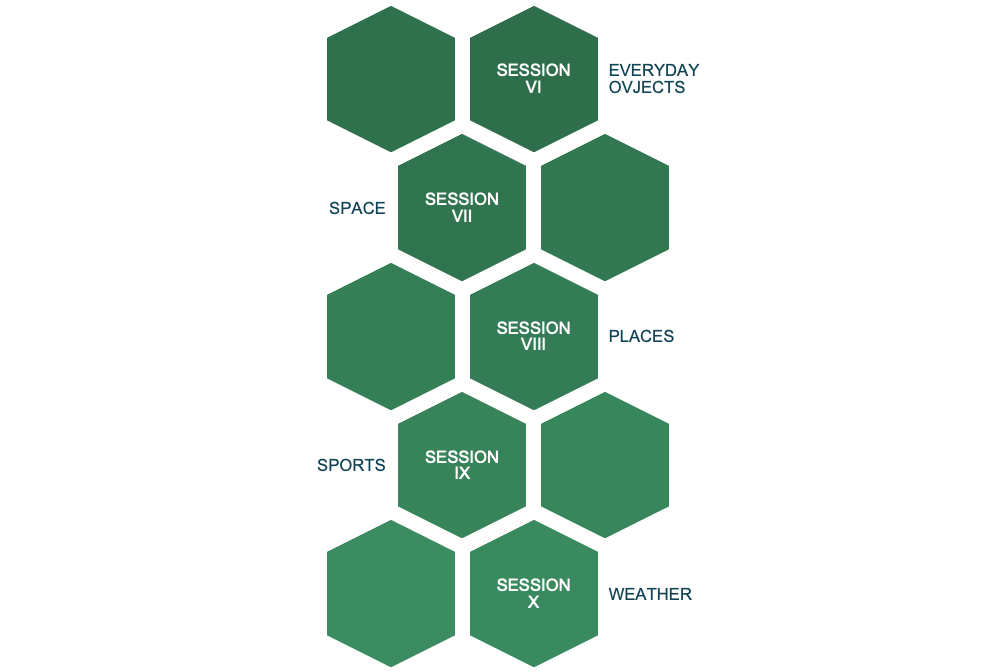 SESSION
VI
EVERYDAY
OVJECTS
SPACE
SESSION
VII
SESSION
VIII
PLACES
SPORTS
SESSION
IX
SESSION
X
WEATHER